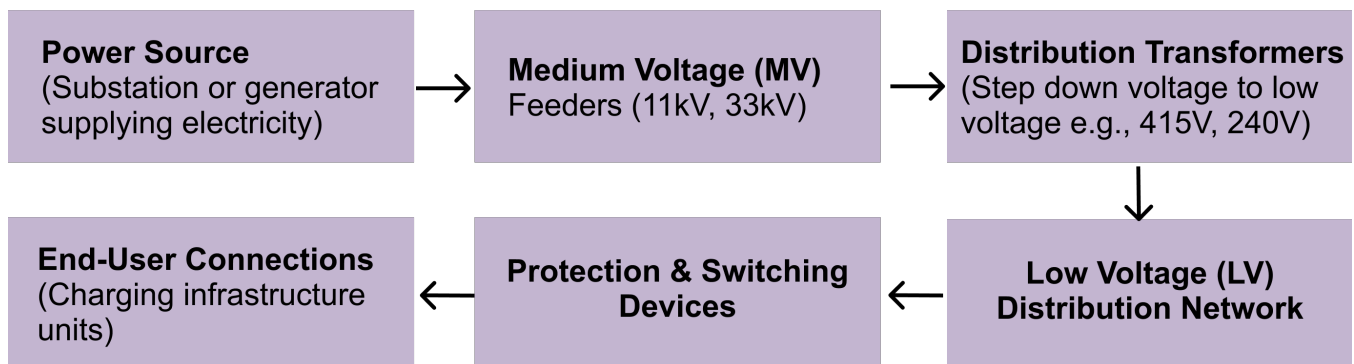 Power Source
(Substation or generator
supplying electricity)
Medium Voltage (MV)
Feeders (11kV, 33kV)
Distribution Transformers
(Step down voltage to low
voltage e.g., 415V, 240V)
Low Voltage (LV)
Distribution Network
Protection & Switching
Devices
End-User Connections
(Charging infrastructure
units)